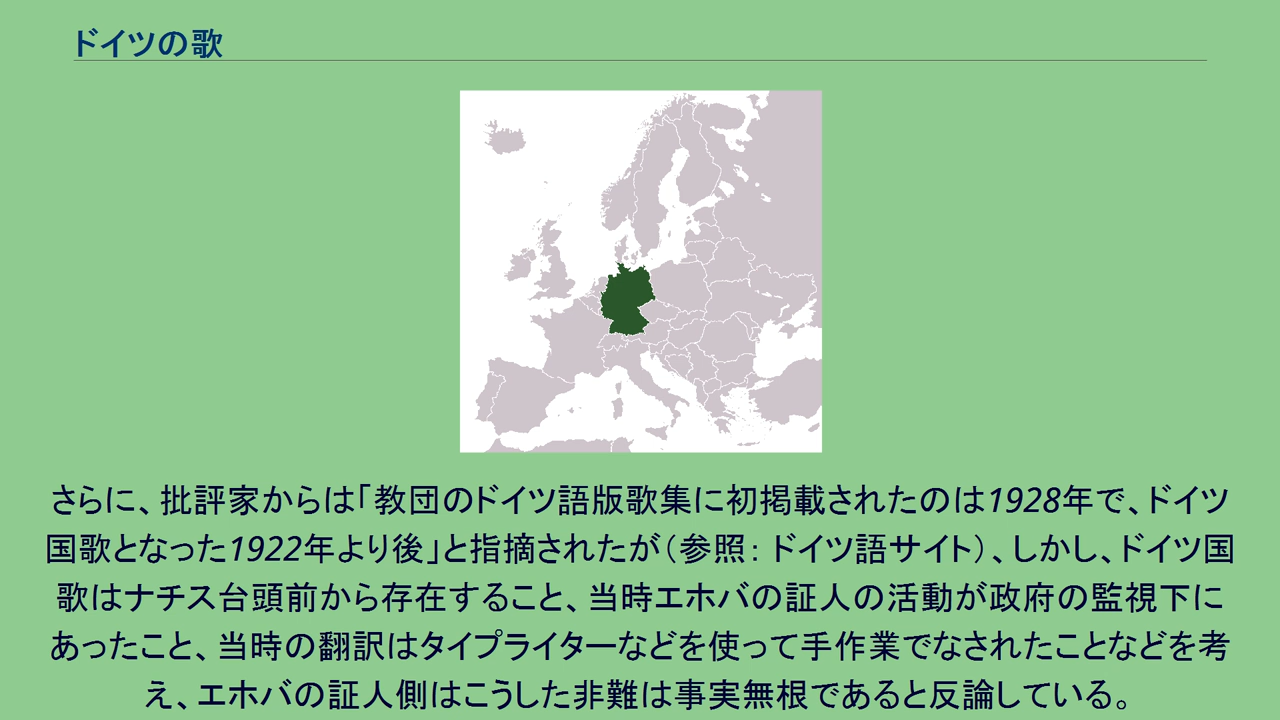 ドイツの歌
さらに、批評家からは｢教団のドイツ語版歌集に初掲載されたのは1928年で、ドイツ
国歌となった1922年より後｣と指摘されたが（参照： ドイツ語サイト）、しかし、ドイツ国
歌はナチス台頭前から存在すること、当時エホバの証人の活動が政府の監視下に
あったこと、当時の翻訳はタイプライターなどを使って手作業でなされたことなどを考
え、エホバの証人側はこうした非難は事実無根であると反論している。